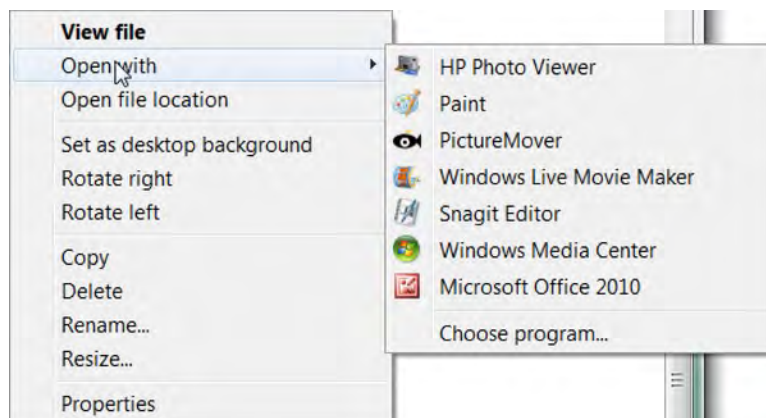 View file
Open with
Open file location
Set as desktop background
Rotate right
Rotate left
Copy
Delete
Rename...
Resize...
Properties
HP Photo Viewer
Paint
PictureMover
Windows Live Movie Maker
Snagit Editor
Windows Media Center
Microsoft Office 2010
Choose program...